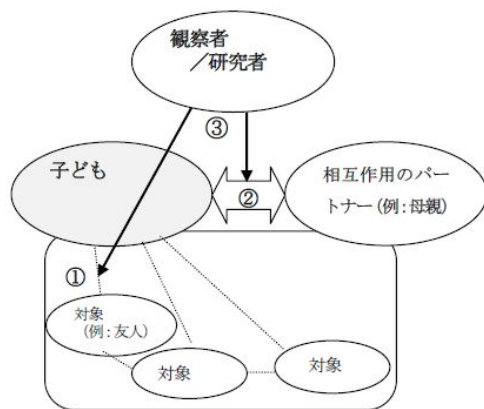 観察者
／研究者
③
子ども
②
相互作用のパー
トナー(例：母親)
①
対象
(例：友人)
対象
対象